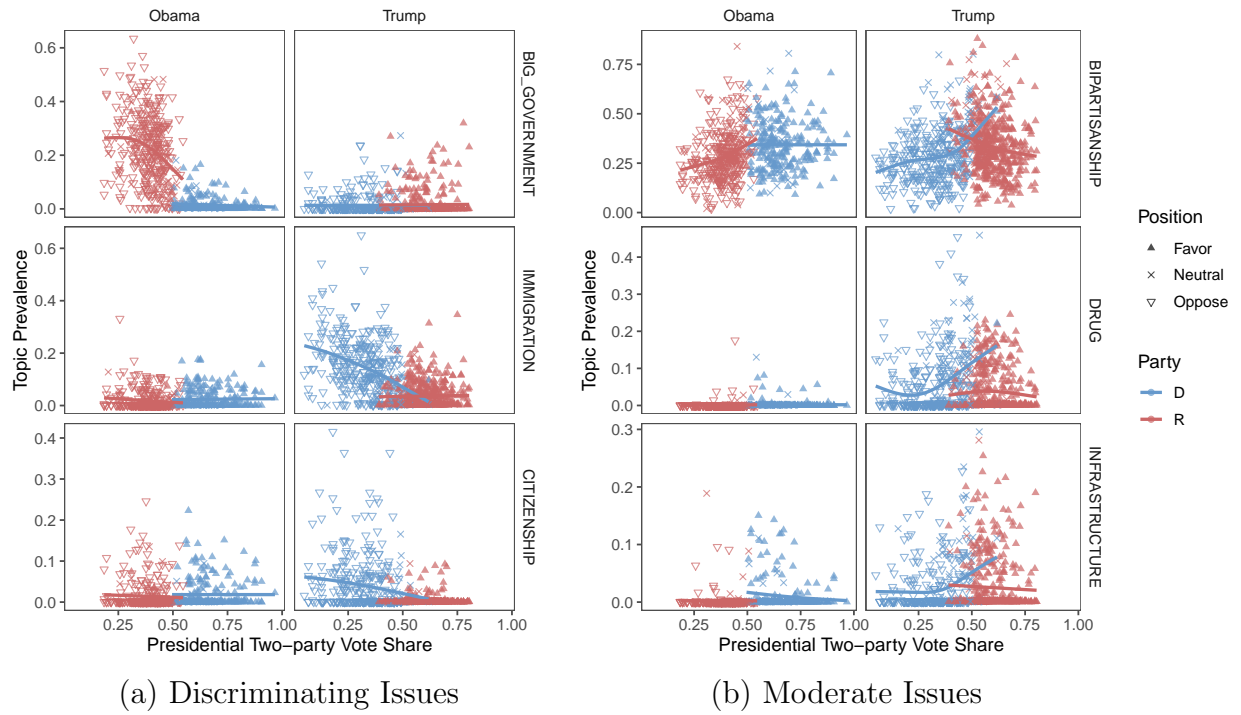 Obama
Trump
Obama
Trump
Topic Prevalence
0.6
0.4
0.2
0.0
BIG_GOVERNMENT
0.4
0.2
0.0
IMMIGRATION
0.4
0.3
0.2
0.1
0.0
CITIZENSHIP
0.25
0.50
0.75
1.00
0.25
0.50
0.75
1.00
Presidential Two−party Vote Share
Topic Prevalence
0.75
0.50
0.25
0.00
BIPARTISANSHIP
0.4
0.3
0.2
0.1
0.0
DRUG
0.3
0.2
0.1
0.0
INFRASTRUCTURE
0.25
0.50
0.75
1.00
0.25
0.50
0.75
1.00
Presidential Two−party Vote Share
Position
Favor
Neutral
Oppose
Party
D
R
(a) Discriminating Issues
(b) Moderate Issues